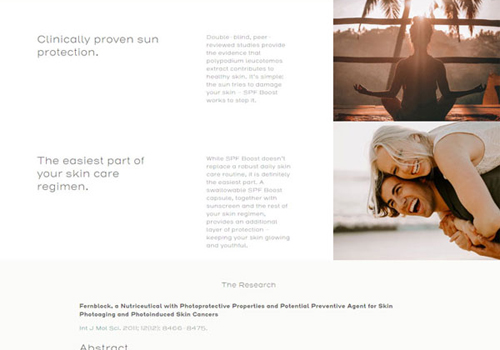 Clinically proven sun
protection.
Double-blind, peer-
reviewed studies provide
the evidence that
polypodium leucotomos
extract contributes to
healthy skin. It's simple:
the sun tries to damage
your skin - SPF Boost
works to stop it.
The easiest part of
your skin care
regimen.
While SPF Boost doesn't
replace a robust daily skin
care routine, it is definitely
the easiest part. A
swallowable SPF Boost
capsule, together with
sunscreen and the rest of
your skin regimen,
provides an additional
layer of protection -
keeping your skin glowing
and youthful.
The Research
Fernblock, a Nutriceutical with Photoprotective Properties and Potential Preventive Agent for Skin
Photoaging and Photoinduced Skin Cancers
Int J Mol Sci. 2011; 12(12): 8466-8475.
Abstract